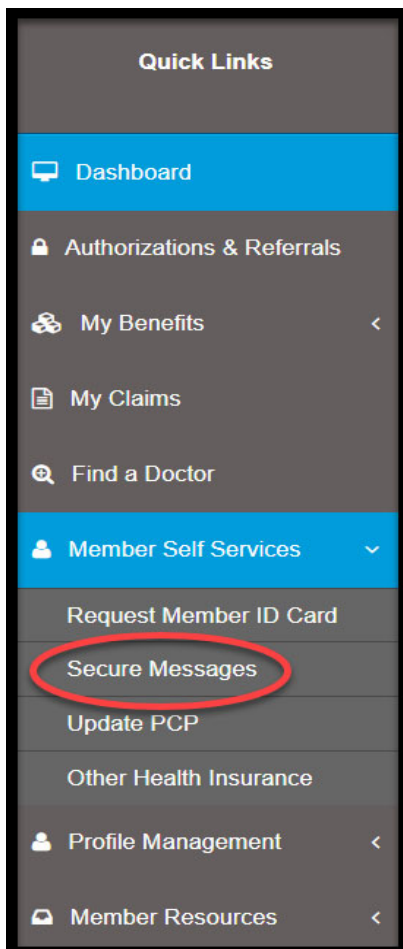 Quick Links
Dashboard
Authorizations & Referrals
My Benefits
My Claims
Find a Doctor
Member Self Services
Request Member ID Card
Secure Messages
Update PCP
Other Health Insurance
Profile Management
Member Resources